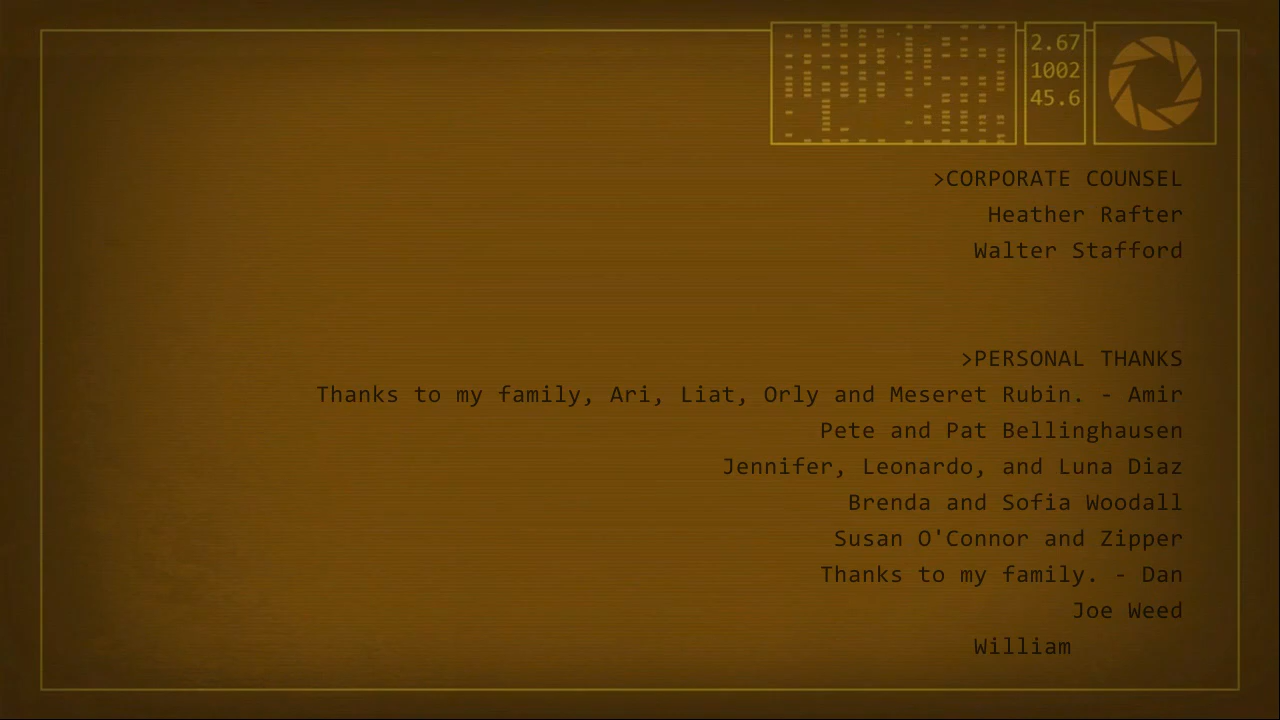 2.67
1002
45.6
>CORPORATE COUNSEL
Heather Rafter
Walter Stafford
>PERSONAL THANKS
Thanks to my family, Ari, Liat, Orly and Meseret Rubin. - Amir
Pete and Pat Bellinghausen
Jennifer, Leonardo, and Luna Diaz
Brenda and Sofia Woodall
Susan O'Connor and Zipper
Thanks to my family. - Dan
Joe Weed
William